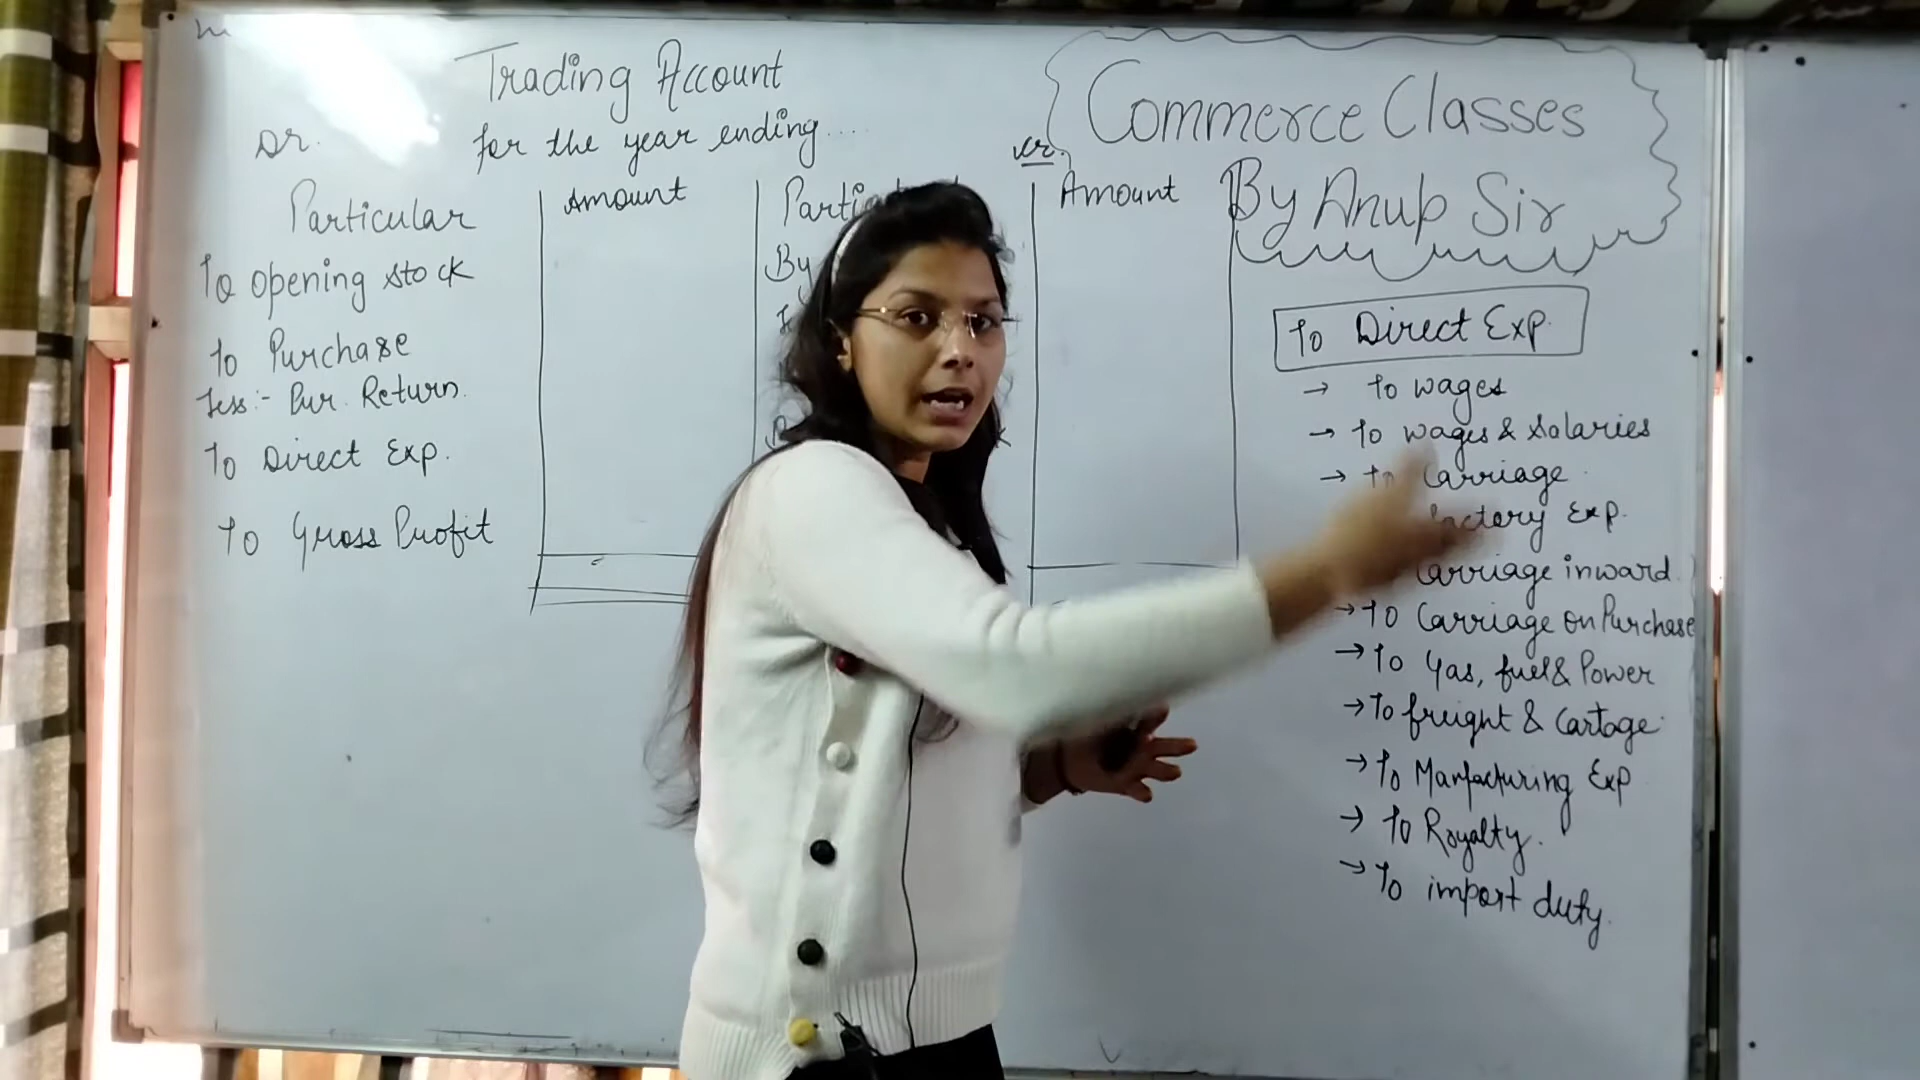 Trading Account
for the year ending....
Dr.
Cr.
Particular
Amount
Amount
To opening stock
By
To Purchase
Less:- Pur. Return.
To Direct Exp.
To Gross Profit
Commerce Classes
By Anup Sir
To Direct Exp.
→ To wages
→ To wages & Salaries
→ To Carriage
factory Exp.
Carriage inward
→ To Carriage on Purchase
→ To Gas, fuel & Power
→ To freight & Cartage
→ To Manfacturing Exp
→ To Royalty.
→ To import duty.